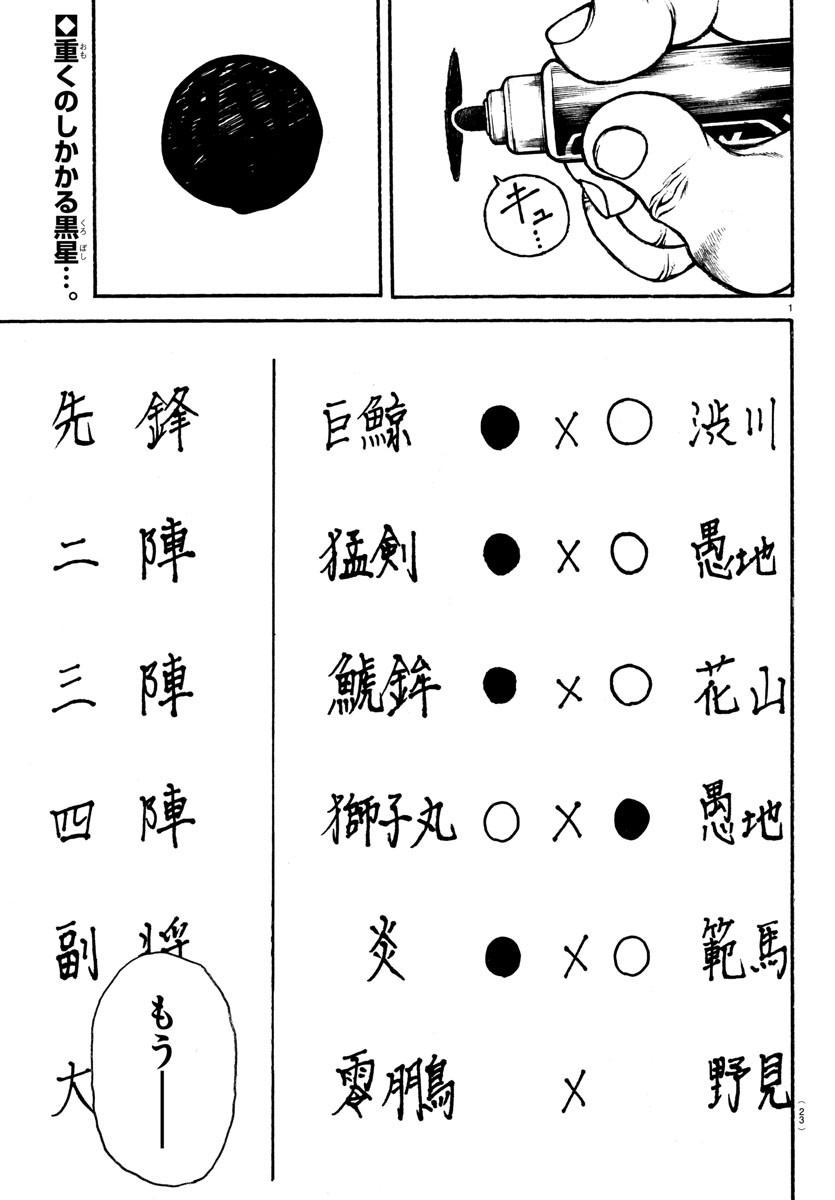 ◆重くのしかかる黒星…。
キュ…
1
先鋒 巨鯨 ● × ○ 渋川
二陣 猛剣 ● × ○ 愚地
三陣 鯱鉾 ● × ○ 花山
四陣 獅子丸 ○ × ● 愚地
副将 炎 ● × ○ 範馬
大 零鵬 × 野見
もう──
(23)